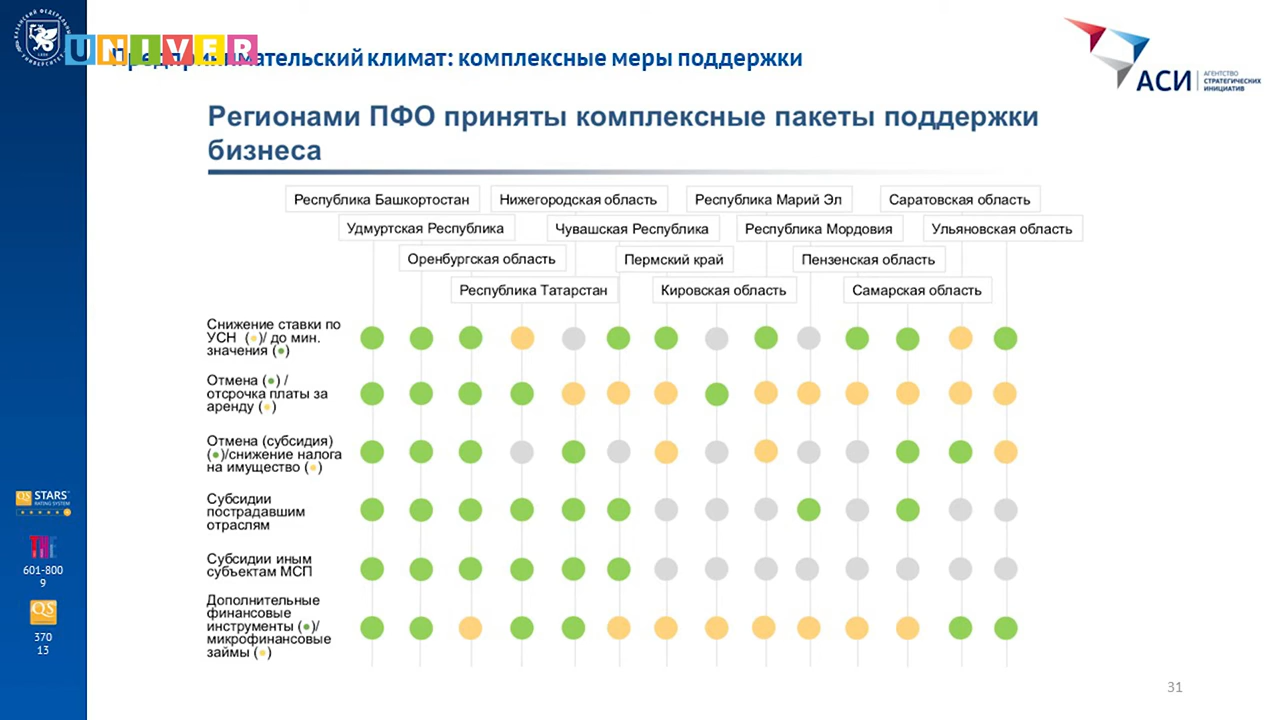 UNIVER
Предпринимательский климат: комплексные меры поддержки
АСИ
АГЕНТСТВО
СТРАТЕГИЧЕСКИХ
ИНИЦИАТИВ
Регионами ПФО приняты комплексные пакеты поддержки
бизнеса
Республика Башкортостан
Нижегородская область
Республика Марий Эл
Саратовская область
Удмуртская Республика
Чувашская Республика
Республика Мордовия
Ульяновская область
Оренбургская область
Пермский край
Пензенская область
Республика Татарстан
Кировская область
Самарская область
Снижение ставки по
УСН (●)/ до мин.
значения (●)
Отмена (●) /
отсрочка платы за
аренду (●)
Отмена (субсидия)
(●)/снижение налога
на имущество (●)
Субсидии
пострадавшим
отраслям
Субсидии иным
субъектам МСП
Дополнительные
финансовые
инструменты (●)/
микрофинансовые
займы (●)
QS STARS
RATING SYSTEM
THE
601-800
9
QS
370
13
31